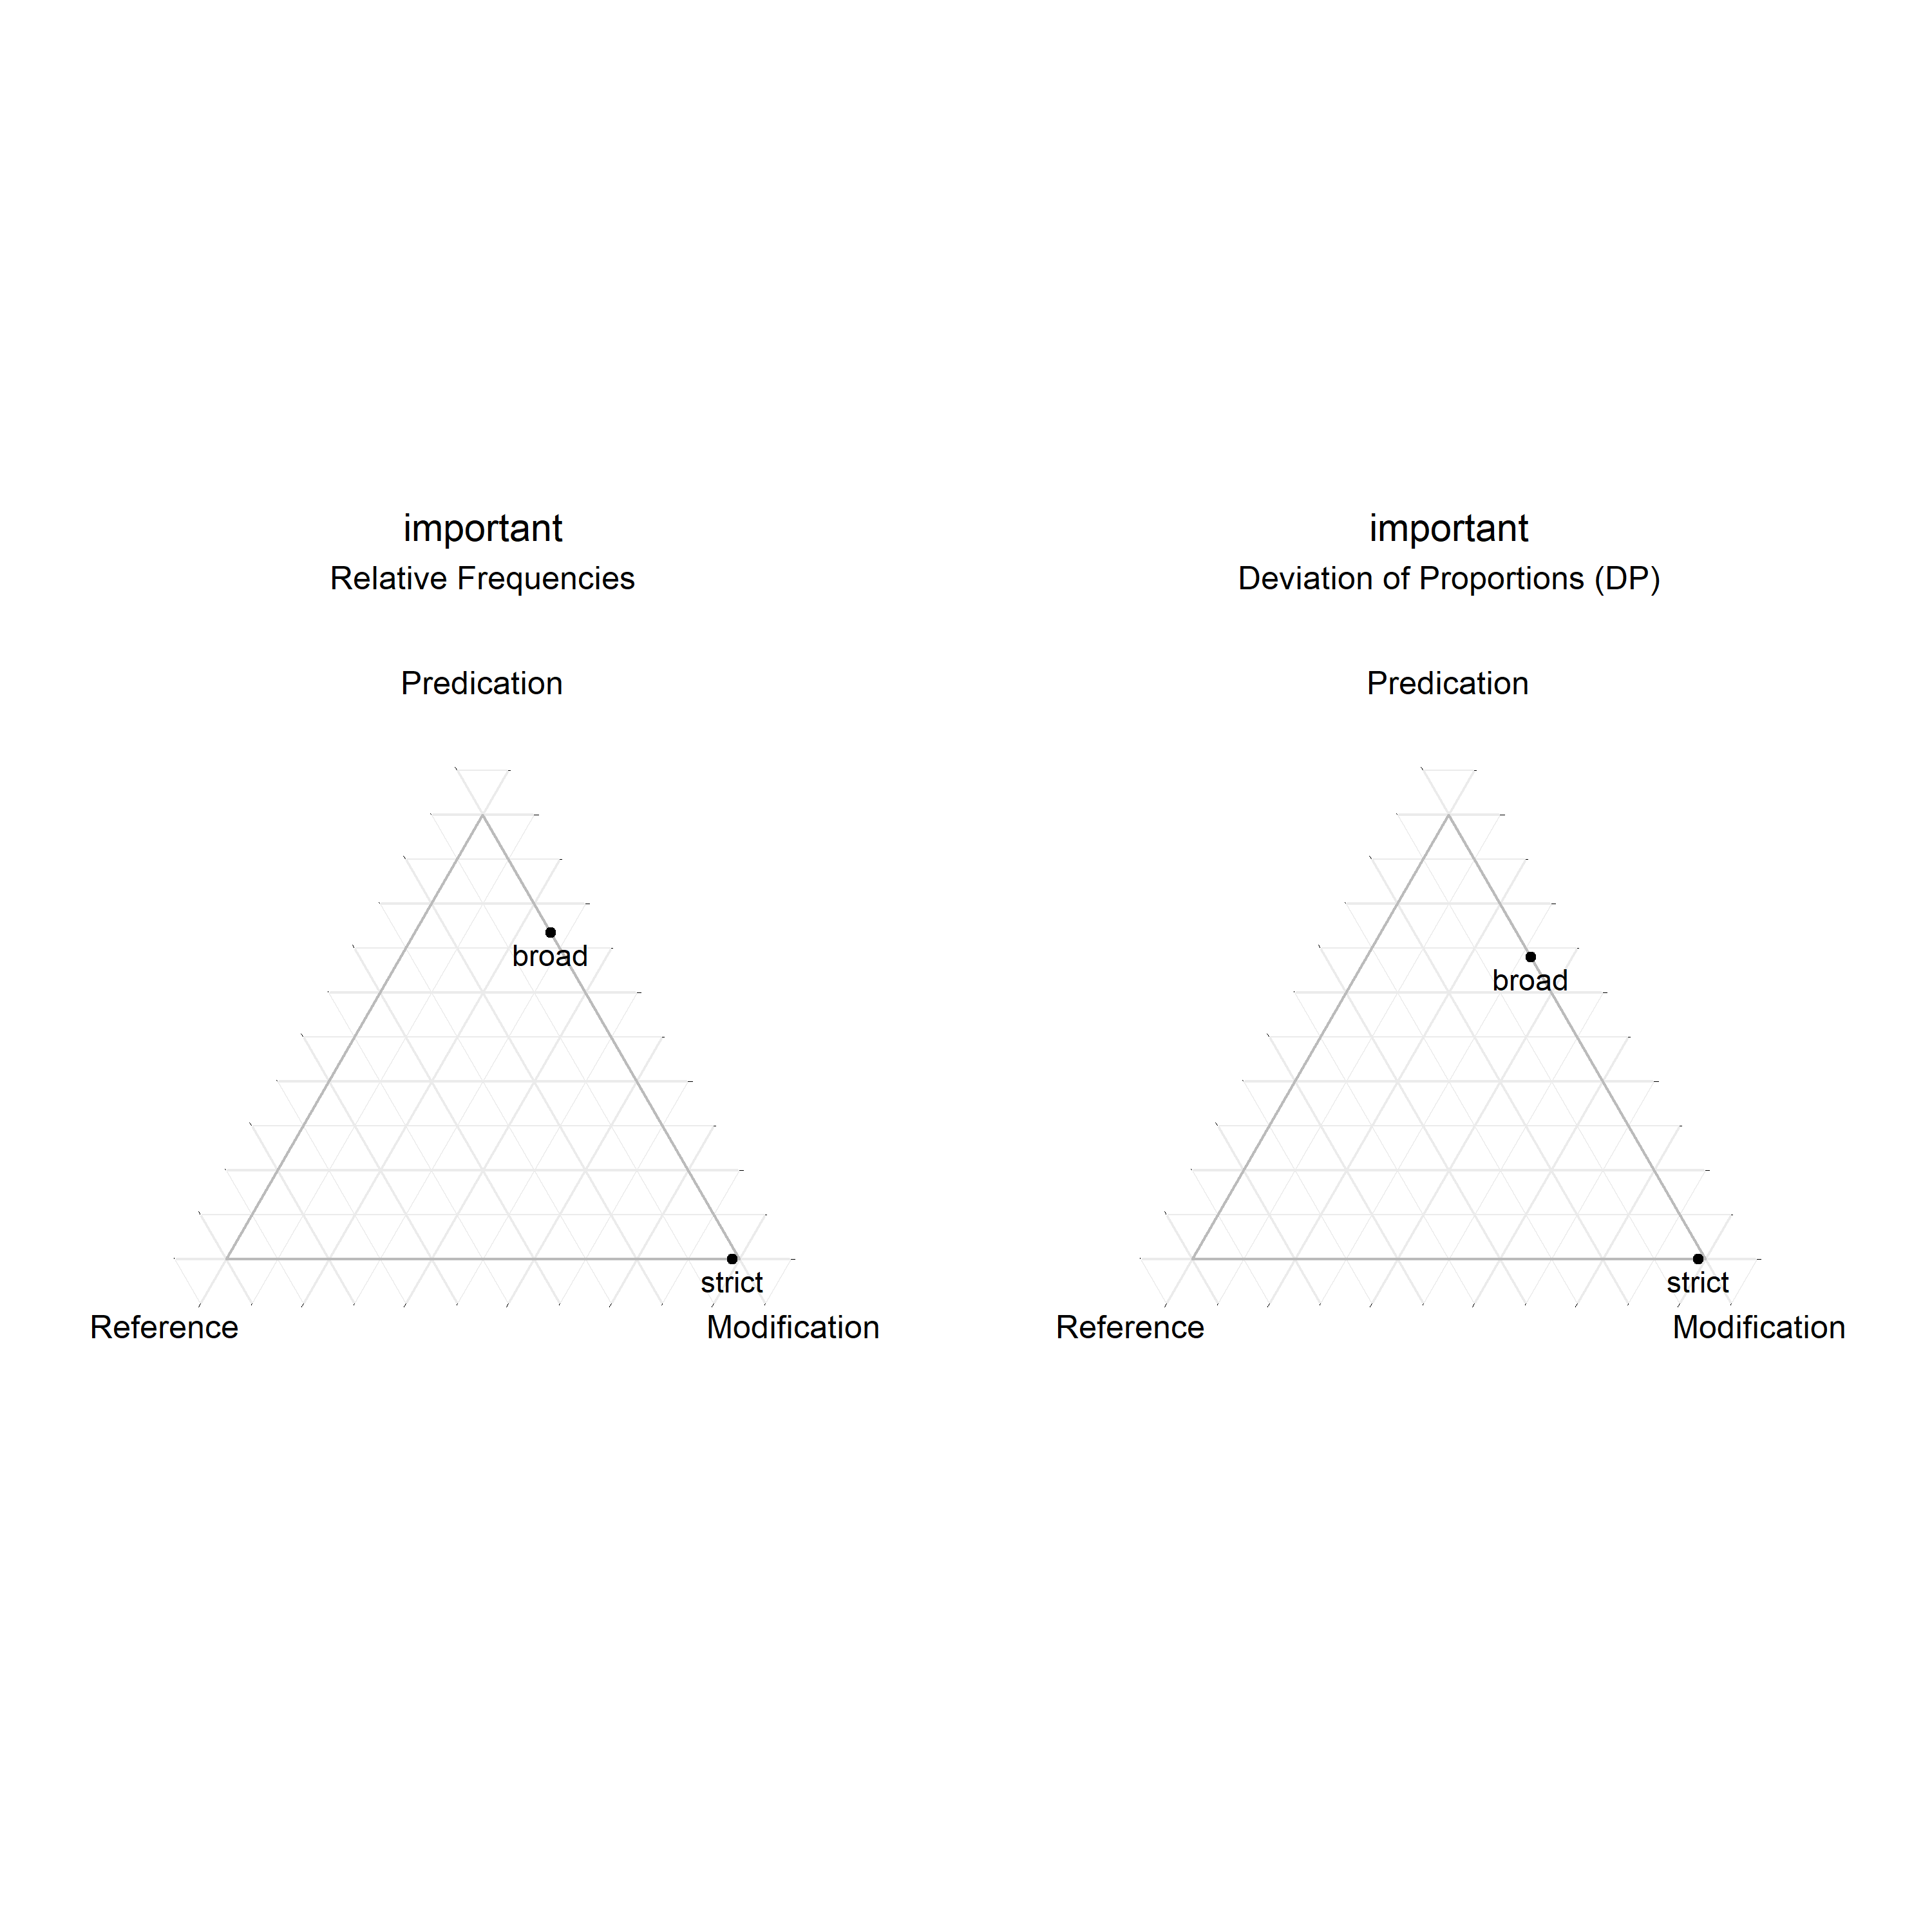 important
Relative Frequencies
Predication
broad
strict
Reference
Modification
important
Deviation of Proportions (DP)
Predication
broad
strict
Reference
Modification